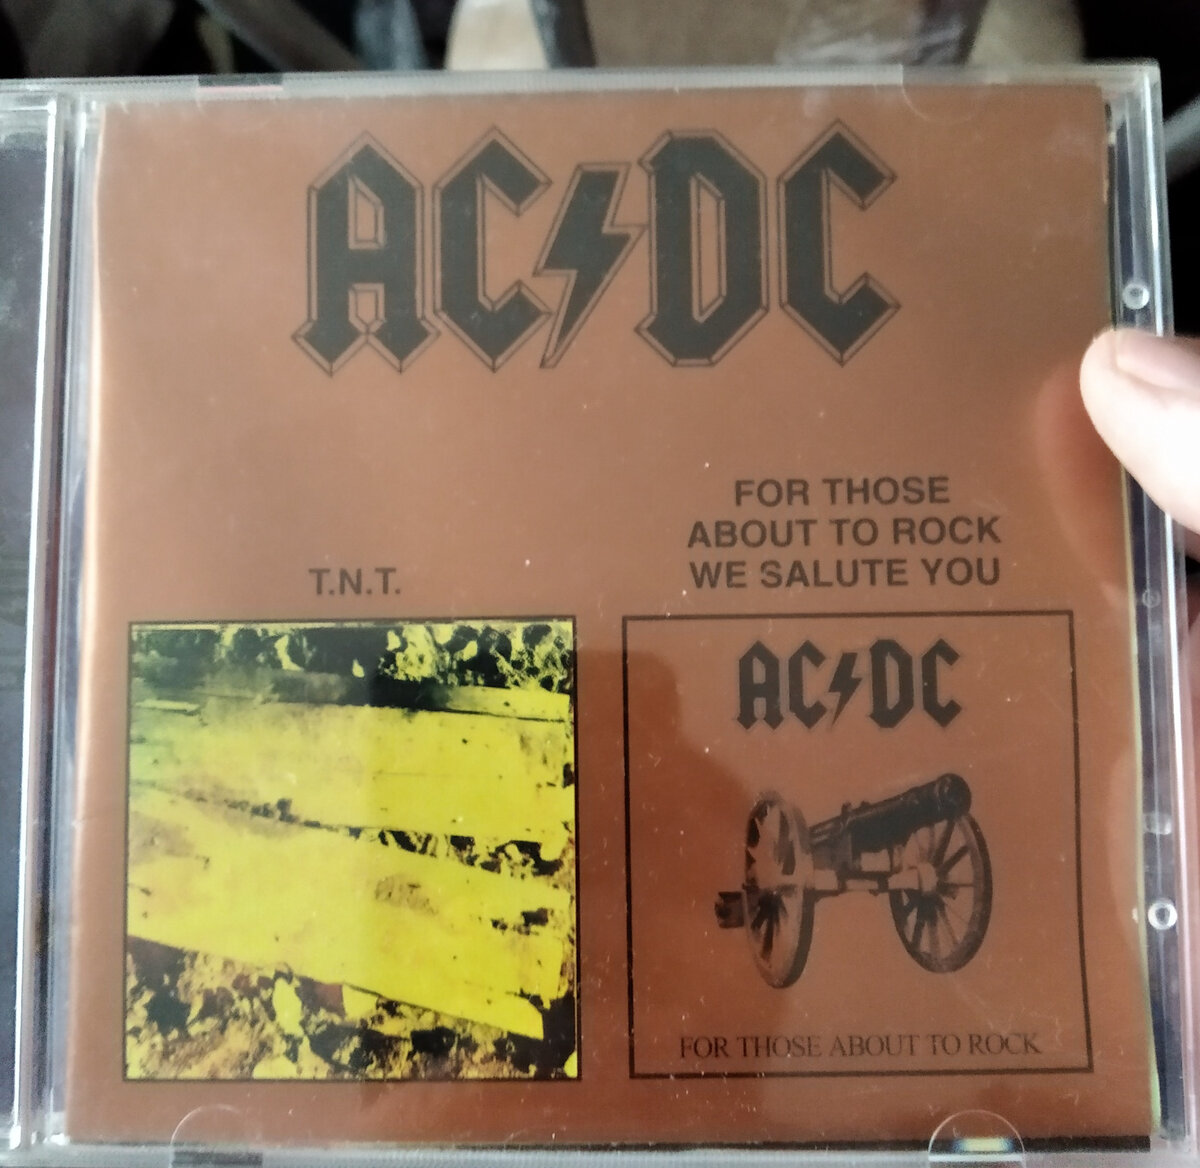 AC/DC
T.N.T.
FOR THOSE
ABOUT TO ROCK
WE SALUTE YOU
AC/DC
FOR THOSE ABOUT TO ROCK